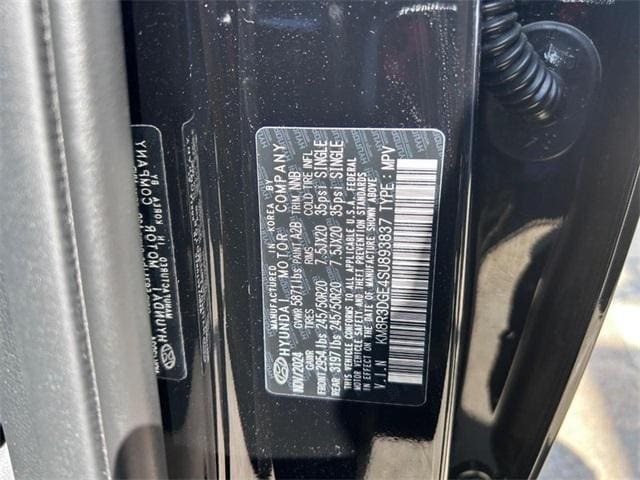 MANUFACTURED IN KOREA BY
HYUNDAI MOTOR COMPANY
NOV/2024 GVWR 5871lbs PAINT A2B TRIM NNB
GAWR TIRES RIMS COLD TIRE INFL.
FRONT 2954lbs 245/50R20 7.5JX20 35psi SINGLE
REAR 3197lbs 245/50R20 7.5JX20 35psi SINGLE
THIS VEHICLE CONFORMS TO ALL APPLICABLE U.S.A. FEDERAL
MOTOR VEHICLE SAFETY AND THEFT PREVENTION STANDARDS
IN EFFECT ON THE DATE OF MANUFACTURE SHOWN ABOVE
V.I.N KM8R3DGE4SU893837 TYPE : MPV